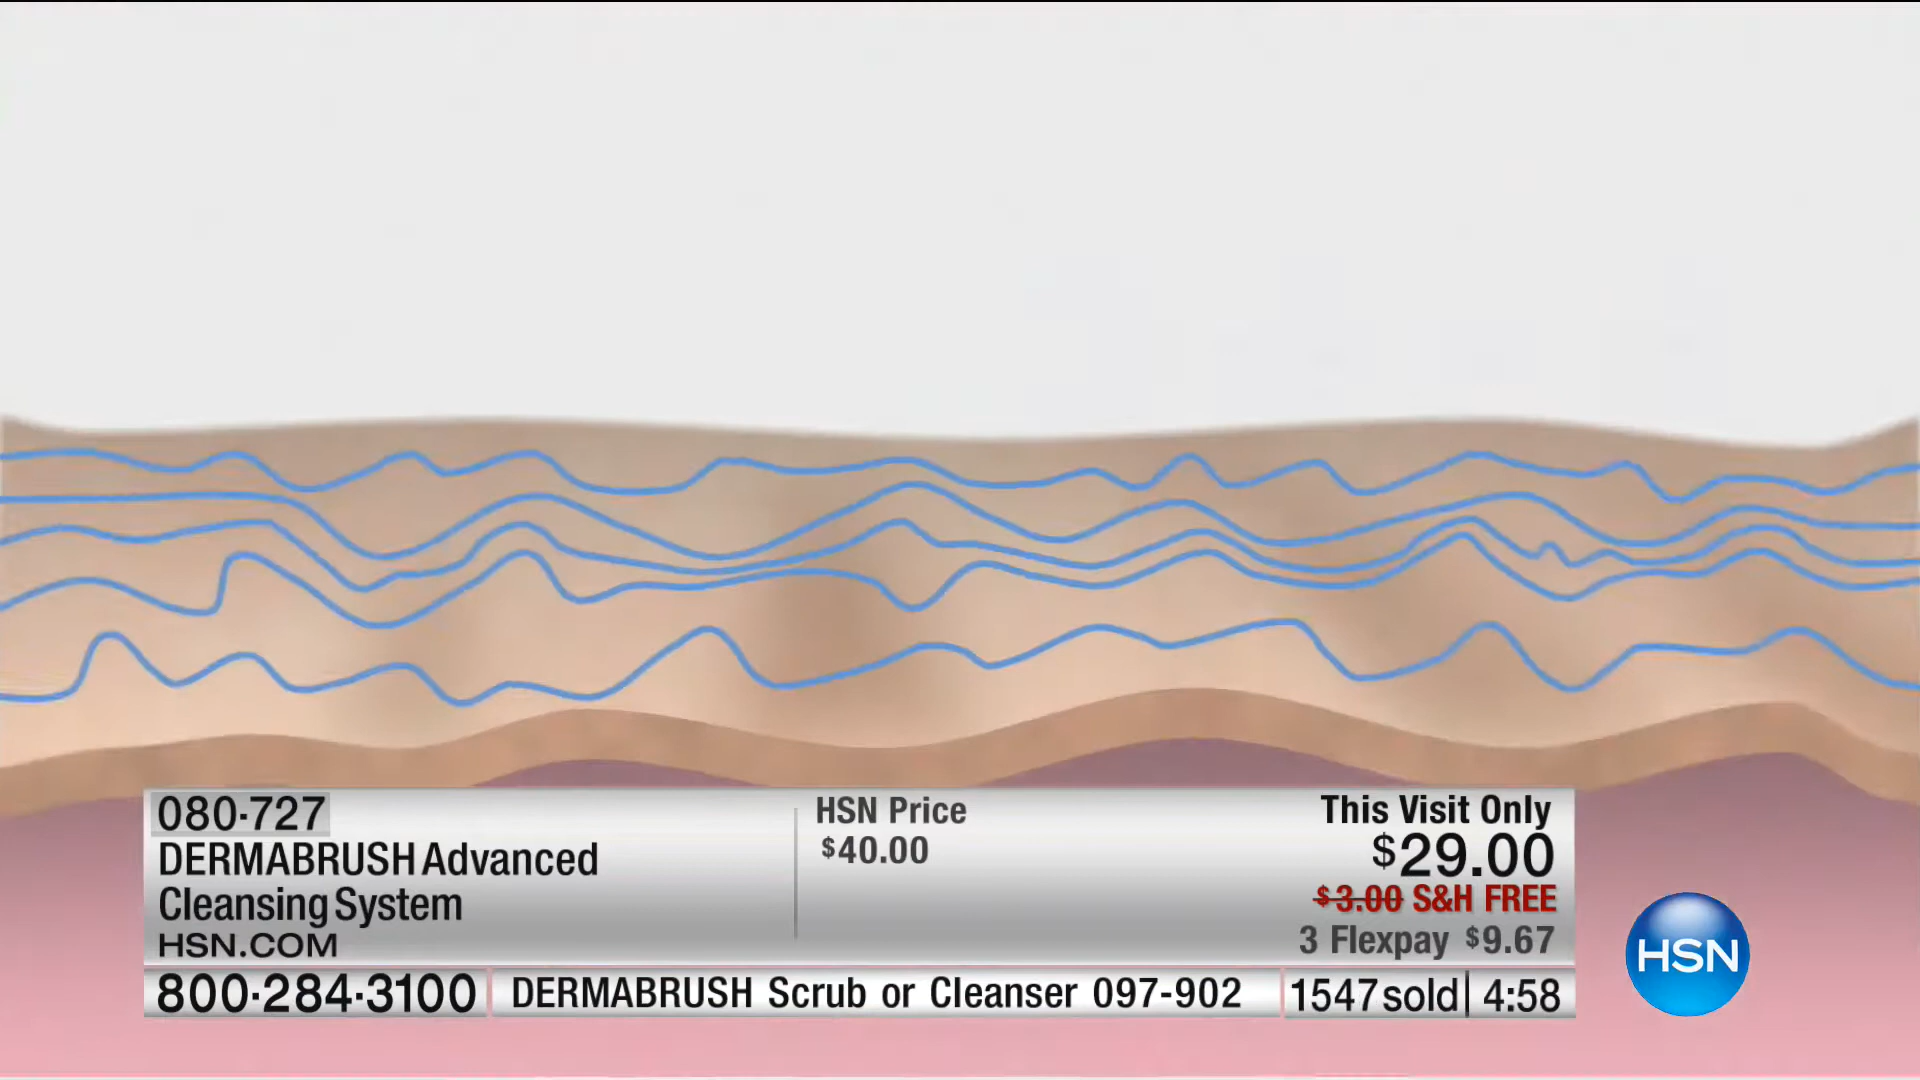 080·727
DERMABRUSH Advanced
Cleansing System
HSN.COM
HSN Price
$40.00
This Visit Only
$29.00
$3.00 S&H FREE
3 Flexpay $9.67
800·284·3100
DERMABRUSH Scrub or Cleanser 097-902
1547 sold
4:58
HSN